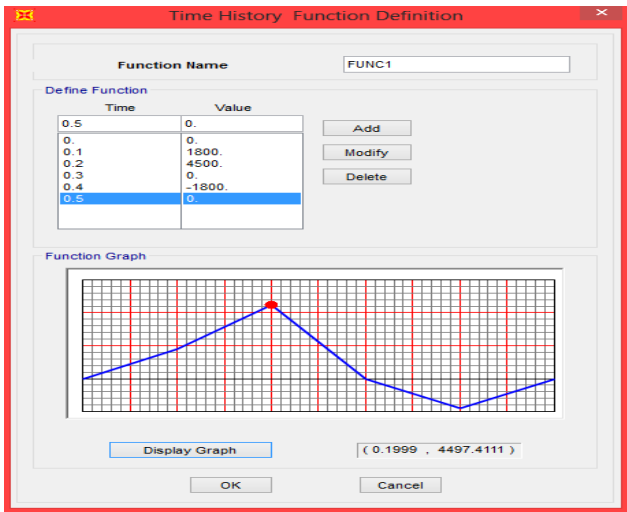 Time History Function Definition
Function Name FUNC1
Define Function
Time Value
0.5 0.
0. 0.
0.1 1800.
0.2 4500.
0.3 0.
0.4 -1800.
0.5 0.
Add
Modify
Delete
Function Graph
Display Graph ( 0.1999 , 4497.4111 )
OK Cancel